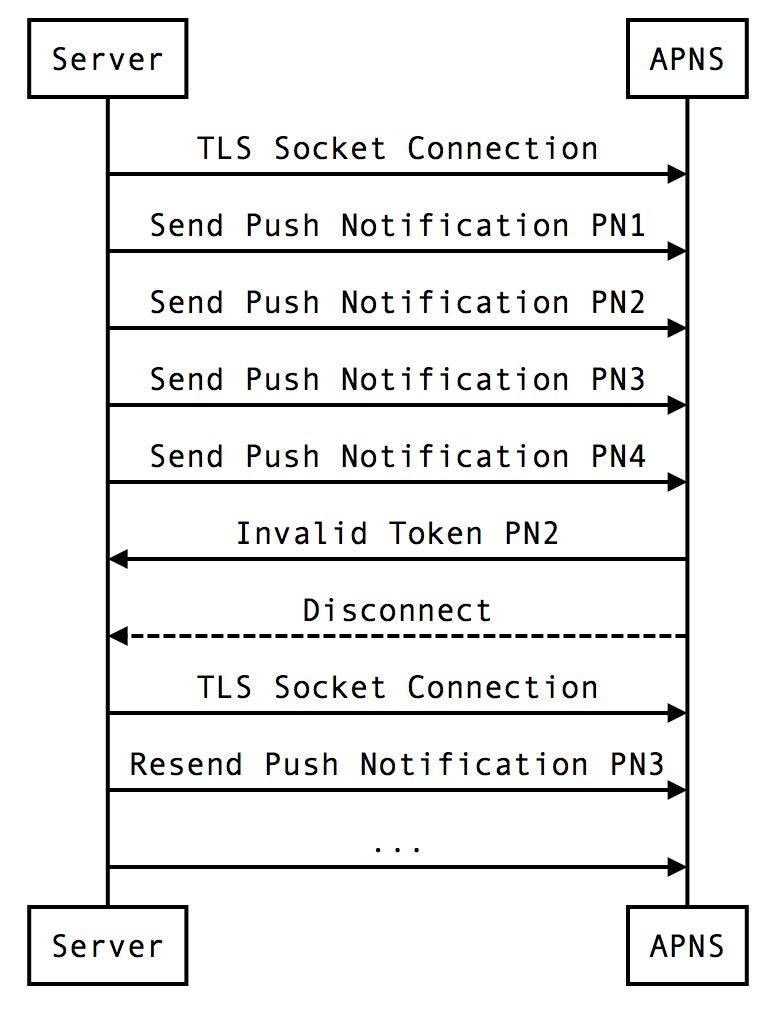 Server
APNS
TLS Socket Connection
Send Push Notification PN1
Send Push Notification PN2
Send Push Notification PN3
Send Push Notification PN4
Invalid Token PN2
Disconnect
TLS Socket Connection
Resend Push Notification PN3
...
Server
APNS